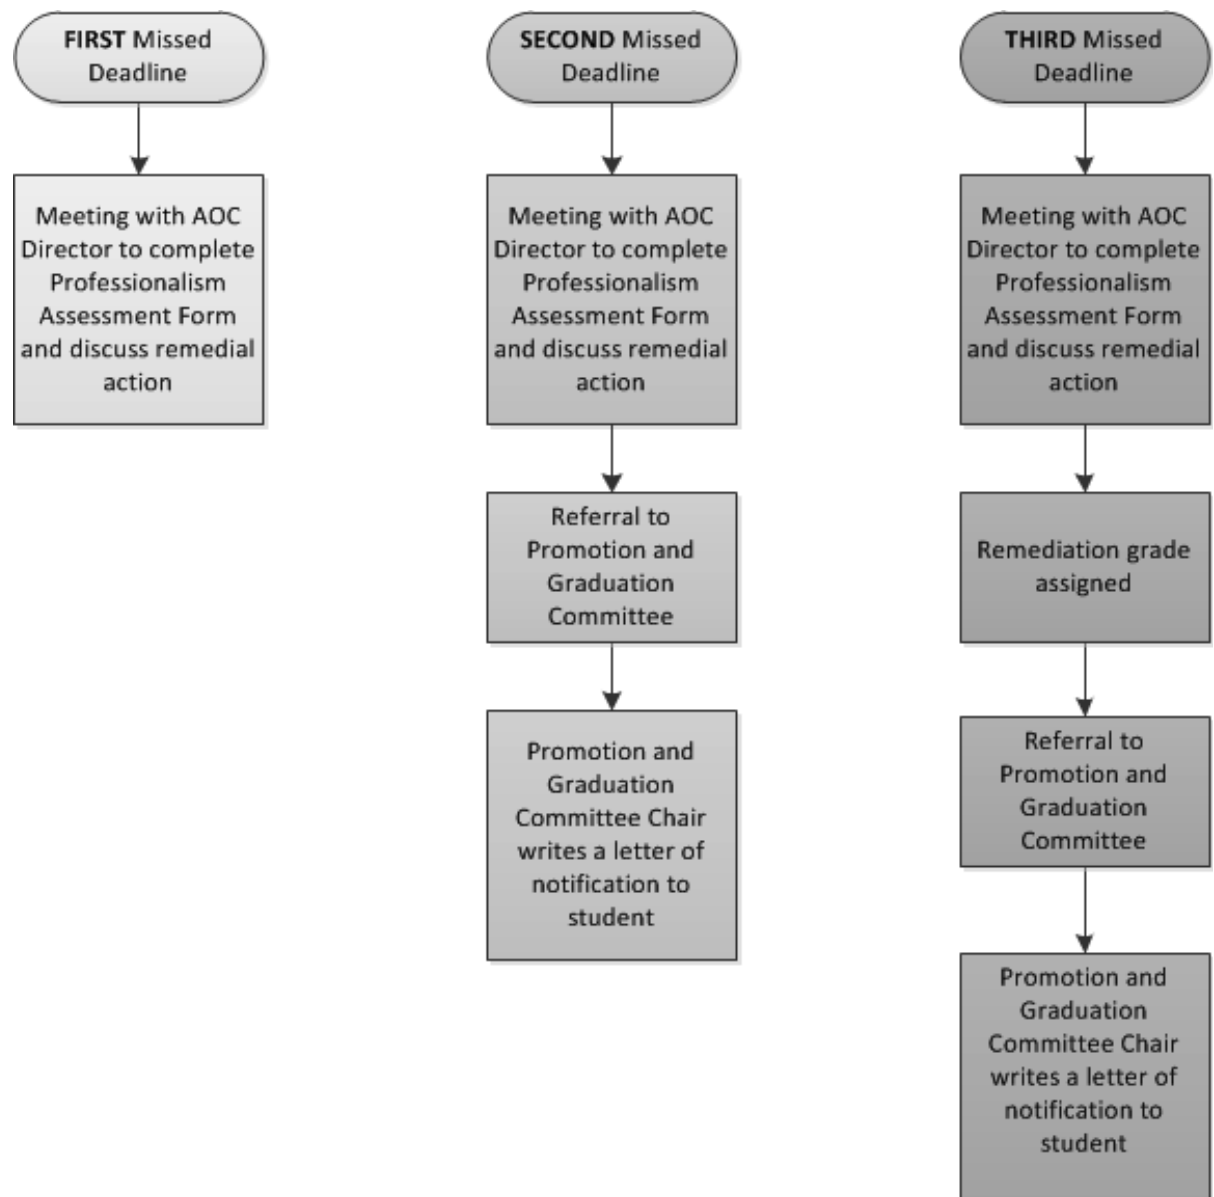 FIRST Missed
Deadline
Meeting with AOC
Director to complete
Professionalism
Assessment Form
and discuss remedial
action
SECOND Missed
Deadline
Meeting with AOC
Director to complete
Professionalism
Assessment Form
and discuss remedial
action
Referral to
Promotion and
Graduation
Committee
Promotion and
Graduation
Committee Chair
writes a letter of
notification to
student
THIRD Missed
Deadline
Meeting with AOC
Director to complete
Professionalism
Assessment Form
and discuss remedial
action
Remediation grade
assigned
Referral to
Promotion and
Graduation
Committee
Promotion and
Graduation
Committee Chair
writes a letter of
notification to
student